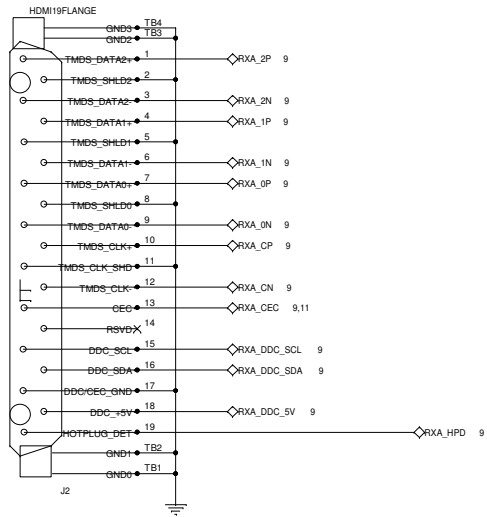 HDMI19FLANGE
GND3 TB4
GND2 TB3
TMDS_DATA2+ 1 RXA_2P 9
TMDS_SHLD2 2
TMDS_DATA2- 3 RXA_2N 9
TMDS_DATA1+ 4 RXA_1P 9
TMDS_SHLD1 5
TMDS_DATA1- 6 RXA_1N 9
TMDS_DATA0+ 7 RXA_0P 9
TMDS_SHLD0 8
TMDS_DATA0- 9 RXA_0N 9
TMDS_CLK+ 10 RXA_CP 9
TMDS_CLK_SHD 11
TMDS_CLK- 12 RXA_CN 9
CEC 13 RXA_CEC 9,11
RSVD 14
DDC_SCL 15 RXA_DDC_SCL 9
DDC_SDA 16 RXA_DDC_SDA 9
DDC/CEC_GND 17
DDC_+5V 18 RXA_DDC_5V 9
HOTPLUG_DET 19 RXA_HPD 9
GND1 TB2
GND0 TB1
J2